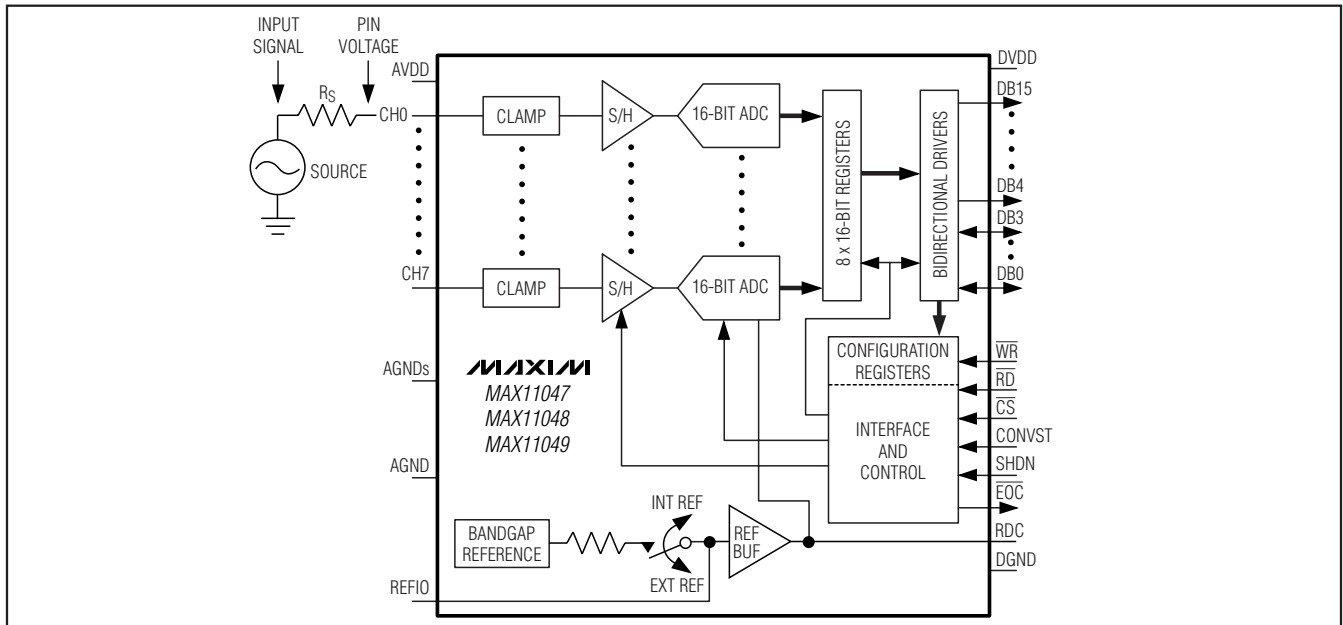 INPUT
SIGNAL
PIN
VOLTAGE
RS
SOURCE
AVDD
CH0
CH7
AGNDs
AGND
REFIO
CLAMP
S/H
16-BIT ADC
CLAMP
S/H
16-BIT ADC
8 x 16-BIT REGISTERS
BIDIRECTIONAL DRIVERS
MAXIM
MAX11047
MAX11048
MAX11049
CONFIGURATION
REGISTERS
INTERFACE
AND
CONTROL
BANDGAP
REFERENCE
INT REF
EXT REF
REF
BUF
DVDD
DB15
DB4
DB3
DB0
WR
RD
CS
CONVST
SHDN
EOC
RDC
DGND